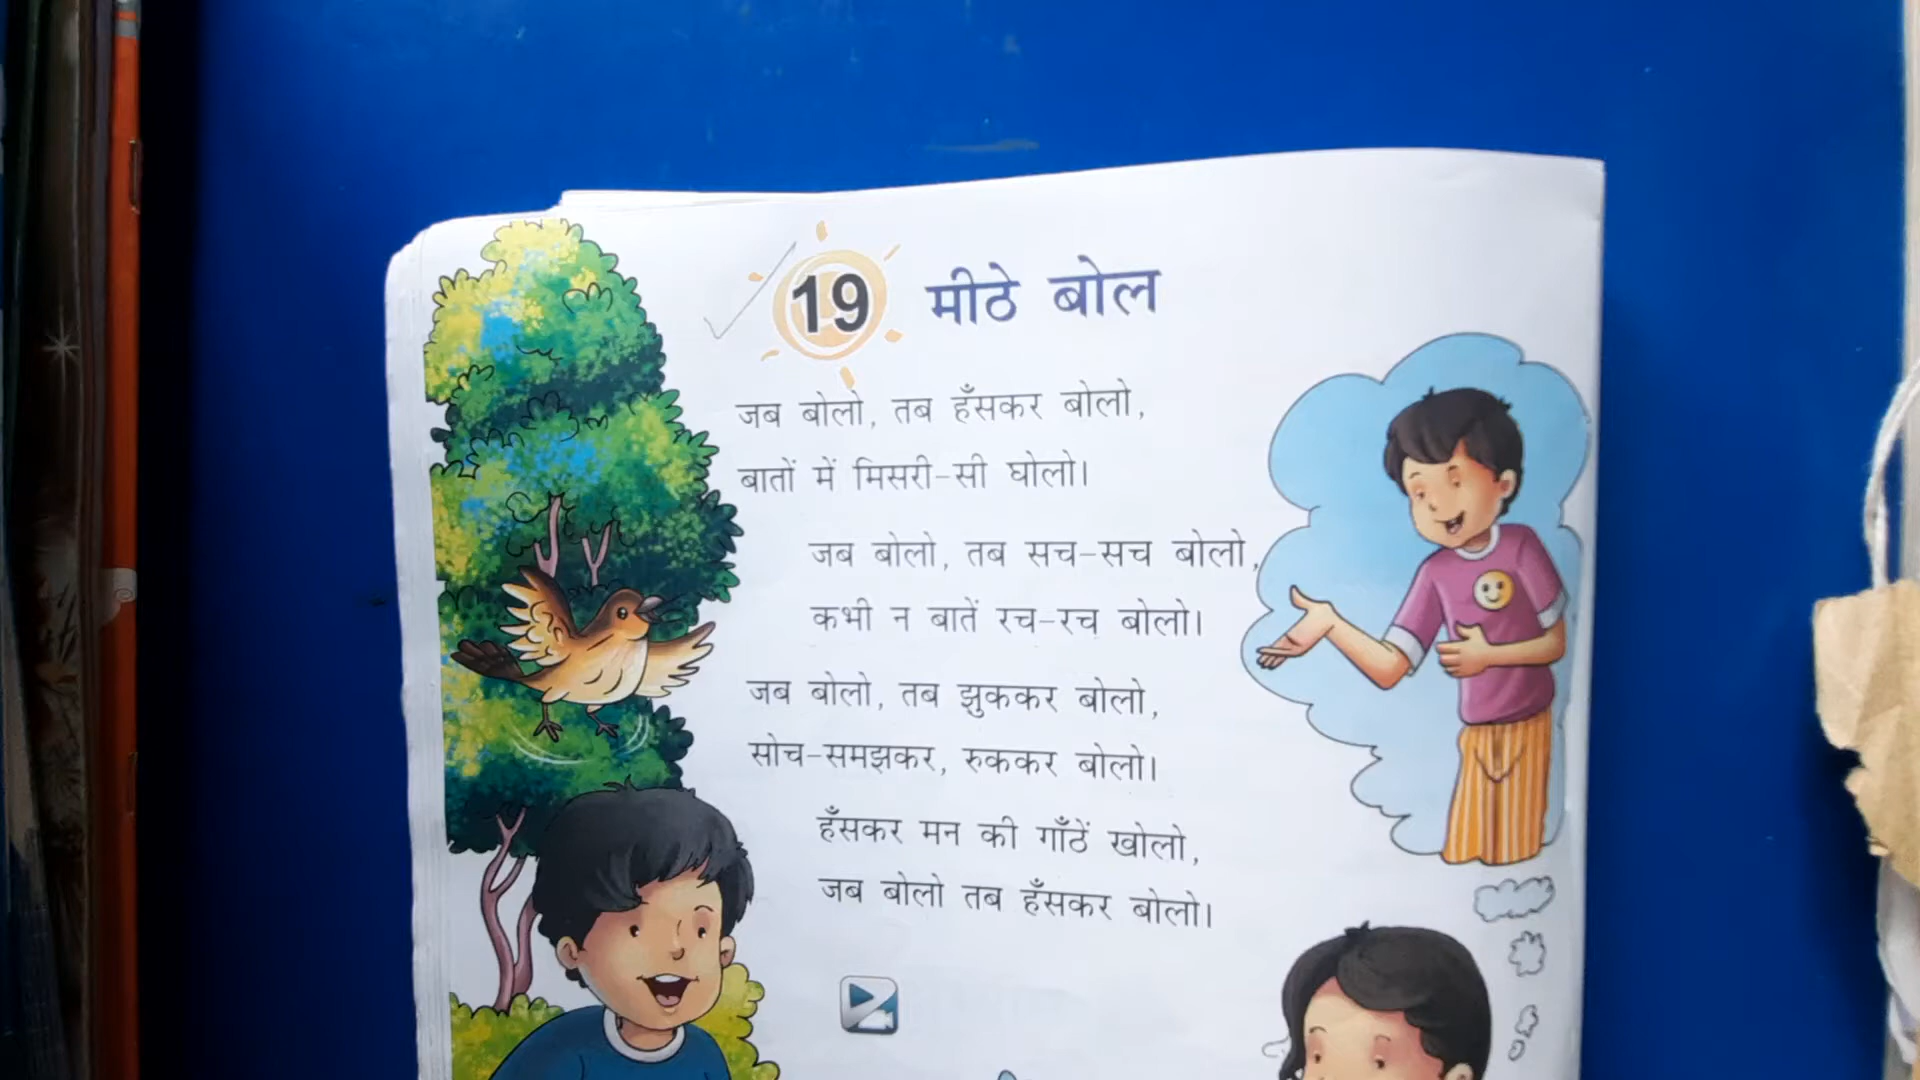 19 मीठे बोल
जब बोलो, तब हँसकर बोलो,
बातों में मिसरी-सी घोलो।
जब बोलो, तब सच-सच बोलो,
कभी न बातें रच-रच बोलो।
जब बोलो, तब झुककर बोलो,
सोच-समझकर, रुककर बोलो।
हँसकर मन की गाँठें खोलो,
जब बोलो तब हँसकर बोलो।